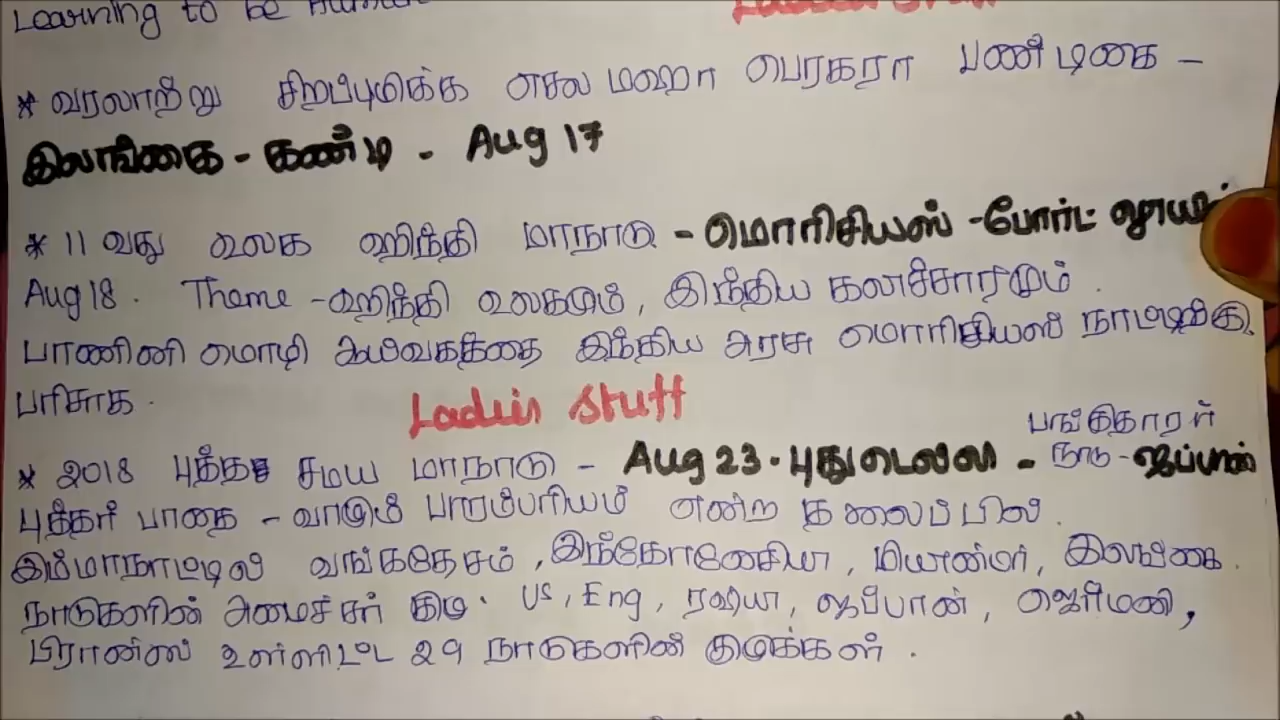 Learning to be Human
* வரலாற்று சிறப்புமிக்க எசல மஹா பெரகரா பண்டிகை -
இலங்கை - கண்டி - Aug 17
* 11 வது உலக ஹிந்தி மாநாடு - மொரிசியஸ் - போர்ட் லூயிஸ்
Aug 18. Theme - ஹிந்தி உலகமும், இந்திய கலாச்சாரமும்.
பாணினி மொழி ஆய்வகத்தை இந்திய அரசு மொரிசியஸ் நாட்டிற்கு
பரிசாக.
Ladies Stuff
* 2018 புத்த சமய மாநாடு - Aug 23 - புதுடெல்லி - பங்குதாரர் நாடு - ஜப்பான்
புத்தர் பாதை - வாழும் பாரம்பரியம் என்ற தலைப்பில்.
இம்மாநாட்டில் வங்கதேசம், இந்தோனேசியா, மியான்மர், இலங்கை.
நாடுகளின் அமைச்சர் குழு. US, Eng, ரஷியா, ஜப்பான், ஜெர்மனி,
பிரான்ஸ் உள்ளிட்ட 29 நாடுகளின் குழுக்கள்.